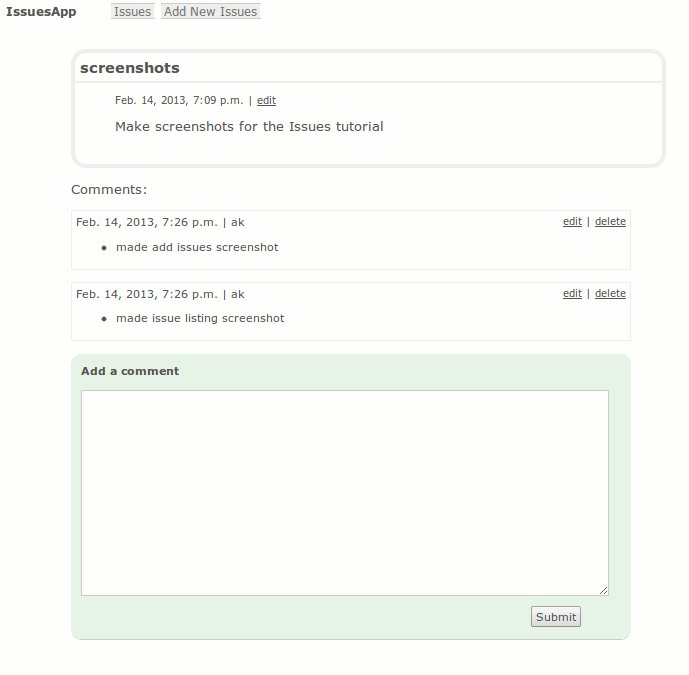 IssuesApp Issues Add New Issues
screenshots
Feb. 14, 2013, 7:09 p.m. | edit
Make screenshots for the Issues tutorial
Comments:
Feb. 14, 2013, 7:26 p.m. | ak edit | delete
• made add issues screenshot
Feb. 14, 2013, 7:26 p.m. | ak edit | delete
• made issue listing screenshot
Add a comment
Submit